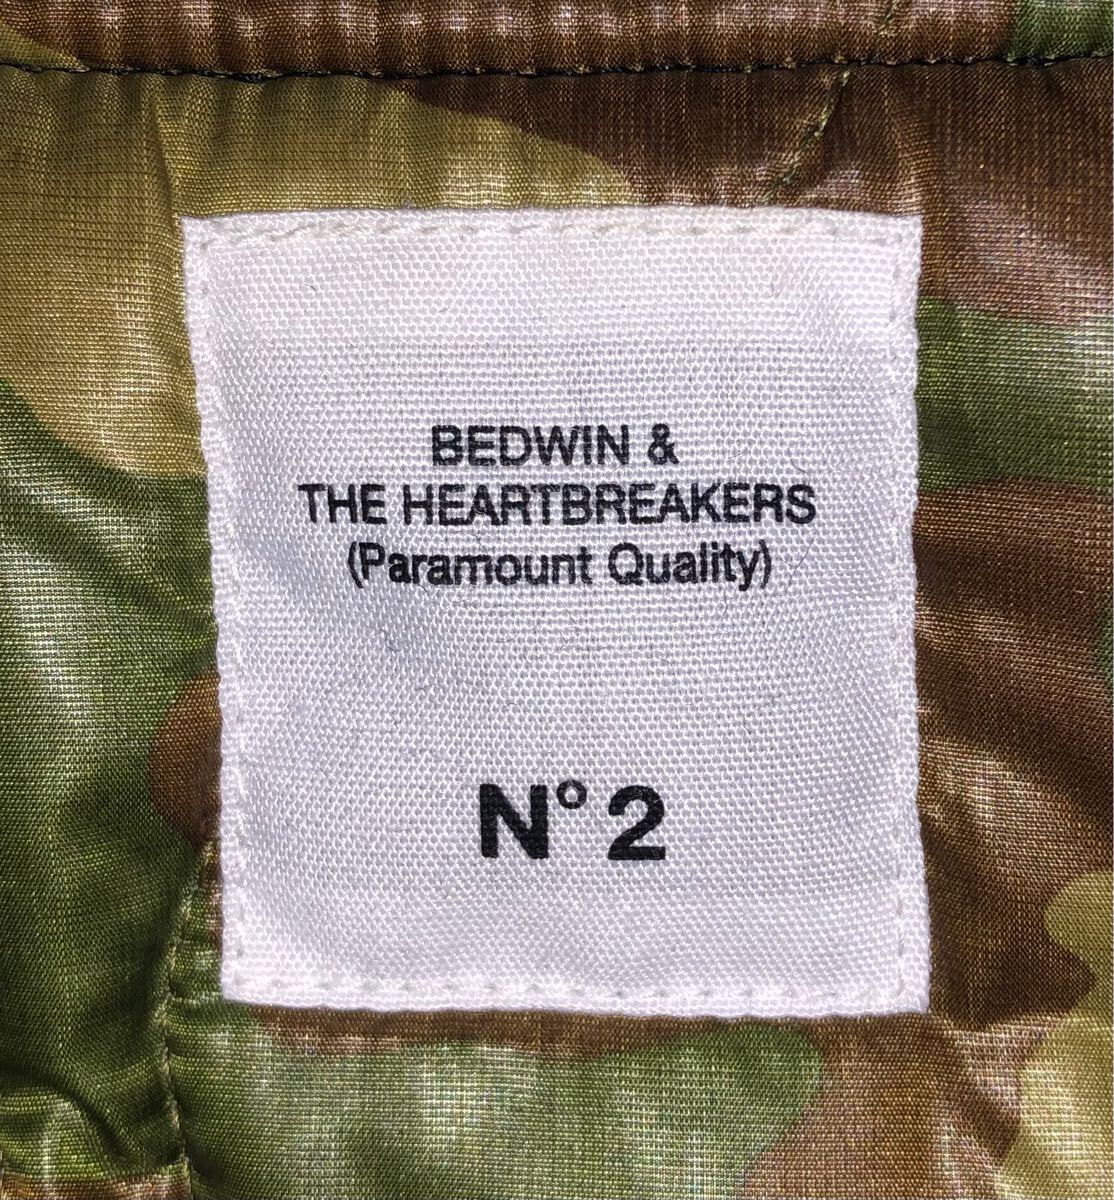 BEDWIN &
THE HEARTBREAKERS
(Paramount Quality)
N° 2